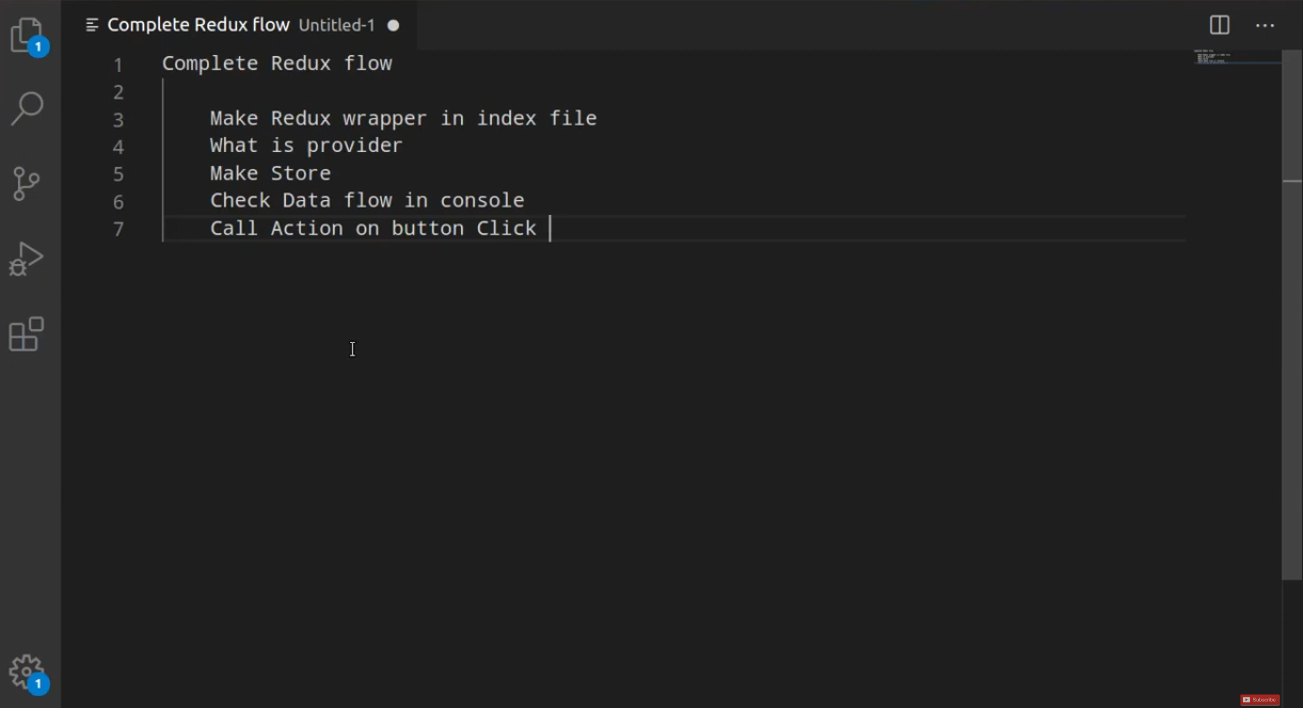 Complete Redux flow Untitled-1
1 Complete Redux flow
2
3 Make Redux wrapper in index file
4 What is provider
5 Make Store
6 Check Data flow in console
7 Call Action on button Click
1
1
Subscribe